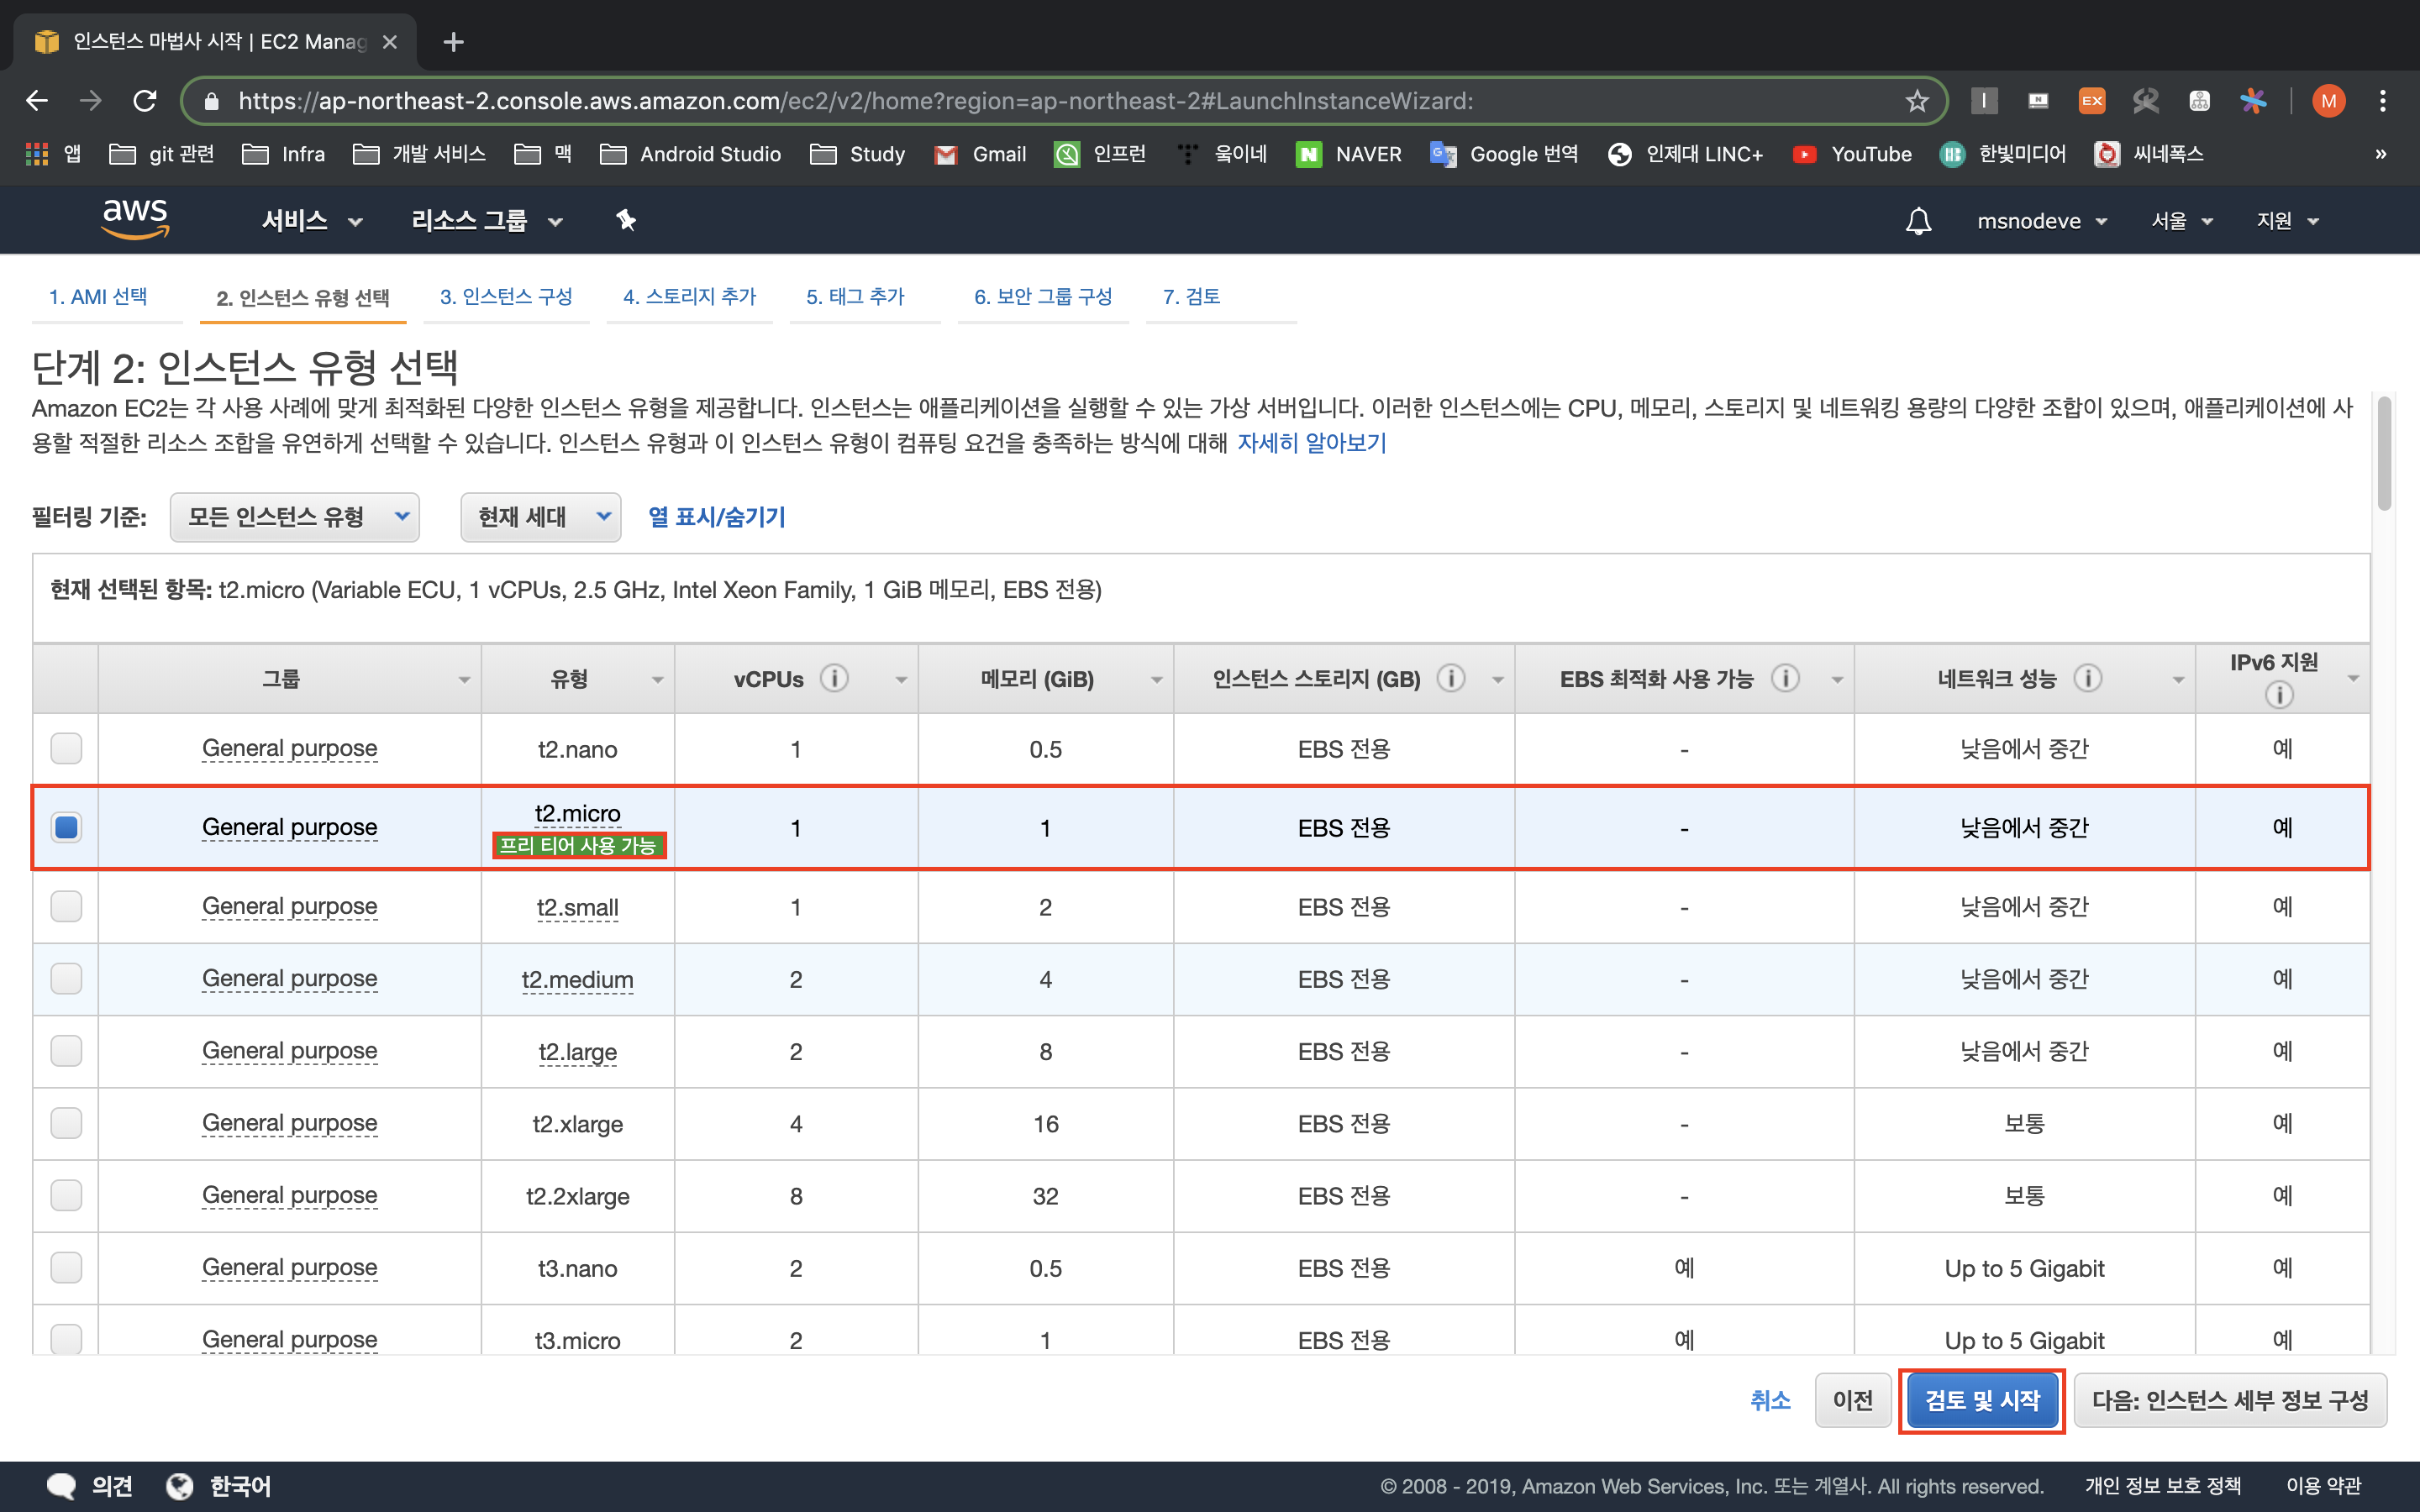 인스턴스 마법사 시작 | EC2 Manag
https://ap-northeast-2.console.aws.amazon.com/ec2/v2/home?region=ap-northeast-2#LaunchInstanceWizard:
EX
M
앱 git 관련 Infra 개발 서비스 맥 Android Studio Study Gmail 인프런 욱이네 NAVER Google 번역 인제대 LINC+ YouTube 한빛미디어 씨네폭스 »
aws 서비스 리소스 그룹 msnodeve 서울 지원
1. AMI 선택 2. 인스턴스 유형 선택 3. 인스턴스 구성 4. 스토리지 추가 5. 태그 추가 6. 보안 그룹 구성 7. 검토
단계 2: 인스턴스 유형 선택
Amazon EC2는 각 사용 사례에 맞게 최적화된 다양한 인스턴스 유형을 제공합니다. 인스턴스는 애플리케이션을 실행할 수 있는 가상 서버입니다. 이러한 인스턴스에는 CPU, 메모리, 스토리지 및 네트워킹 용량의 다양한 조합이 있으며, 애플리케이션에 사
용할 적절한 리소스 조합을 유연하게 선택할 수 있습니다. 인스턴스 유형과 이 인스턴스 유형이 컴퓨팅 요건을 충족하는 방식에 대해 자세히 알아보기
필터링 기준: 모든 인스턴스 유형 현재 세대 열 표시/숨기기
현재 선택된 항목: t2.micro (Variable ECU, 1 vCPUs, 2.5 GHz, Intel Xeon Family, 1 GiB 메모리, EBS 전용)
그룹 유형 vCPUs 메모리 (GiB) 인스턴스 스토리지 (GB) EBS 최적화 사용 가능 네트워크 성능 IPv6 지원
General purpose t2.nano 1 0.5 EBS 전용 - 낮음에서 중간 예
General purpose t2.micro 1 1 EBS 전용 - 낮음에서 중간 예
프리 티어 사용 가능
General purpose t2.small 1 2 EBS 전용 - 낮음에서 중간 예
General purpose t2.medium 2 4 EBS 전용 - 낮음에서 중간 예
General purpose t2.large 2 8 EBS 전용 - 낮음에서 중간 예
General purpose t2.xlarge 4 16 EBS 전용 - 보통 예
General purpose t2.2xlarge 8 32 EBS 전용 - 보통 예
General purpose t3.nano 2 0.5 EBS 전용 예 Up to 5 Gigabit 예
General purpose t3.micro 2 1 EBS 전용 예 Up to 5 Gigabit 예
취소 이전 검토 및 시작 다음: 인스턴스 세부 정보 구성
의견 한국어 © 2008 - 2019, Amazon Web Services, Inc. 또는 계열사. All rights reserved. 개인 정보 보호 정책 이용 약관